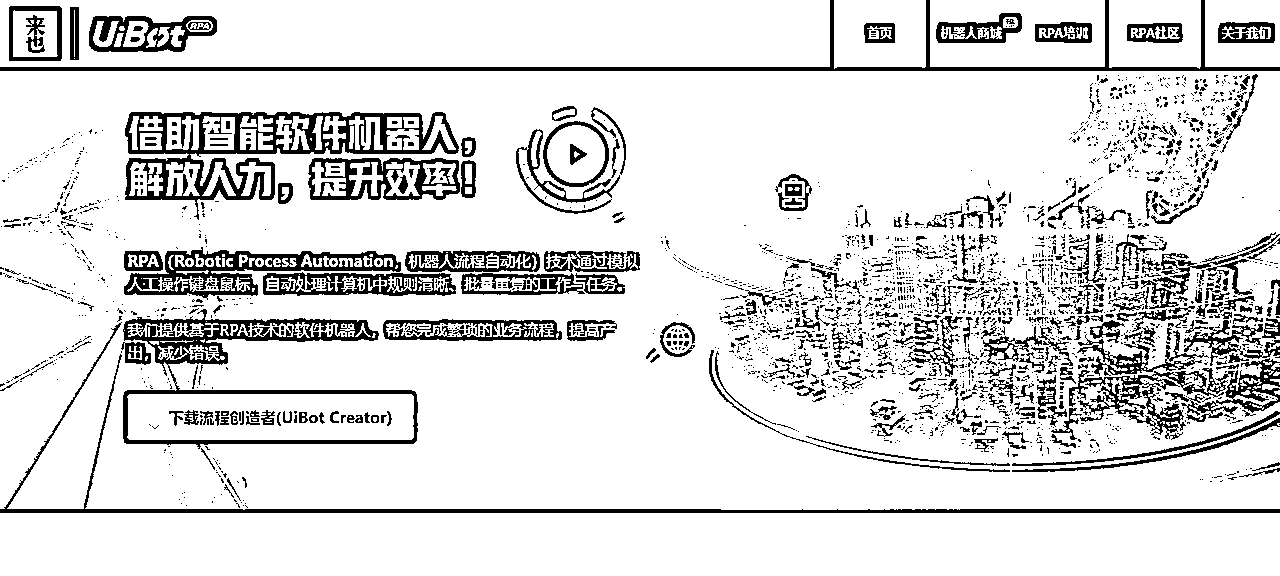 来也
UiBot RPA
首页
机器人商城
RPA培训
RPA社区
关于我们
借助智能软件机器人，
解放人力，提升效率！
RPA（Robotic Process Automation，机器人流程自动化）技术通过模拟
人工操作键盘鼠标，自动处理计算机中规则清晰、批量重复的工作与任务。
我们提供基于RPA技术的软件机器人，帮您完成繁琐的业务流程，提高产
出，减少错误。
下载流程创造者(UiBot Creator)